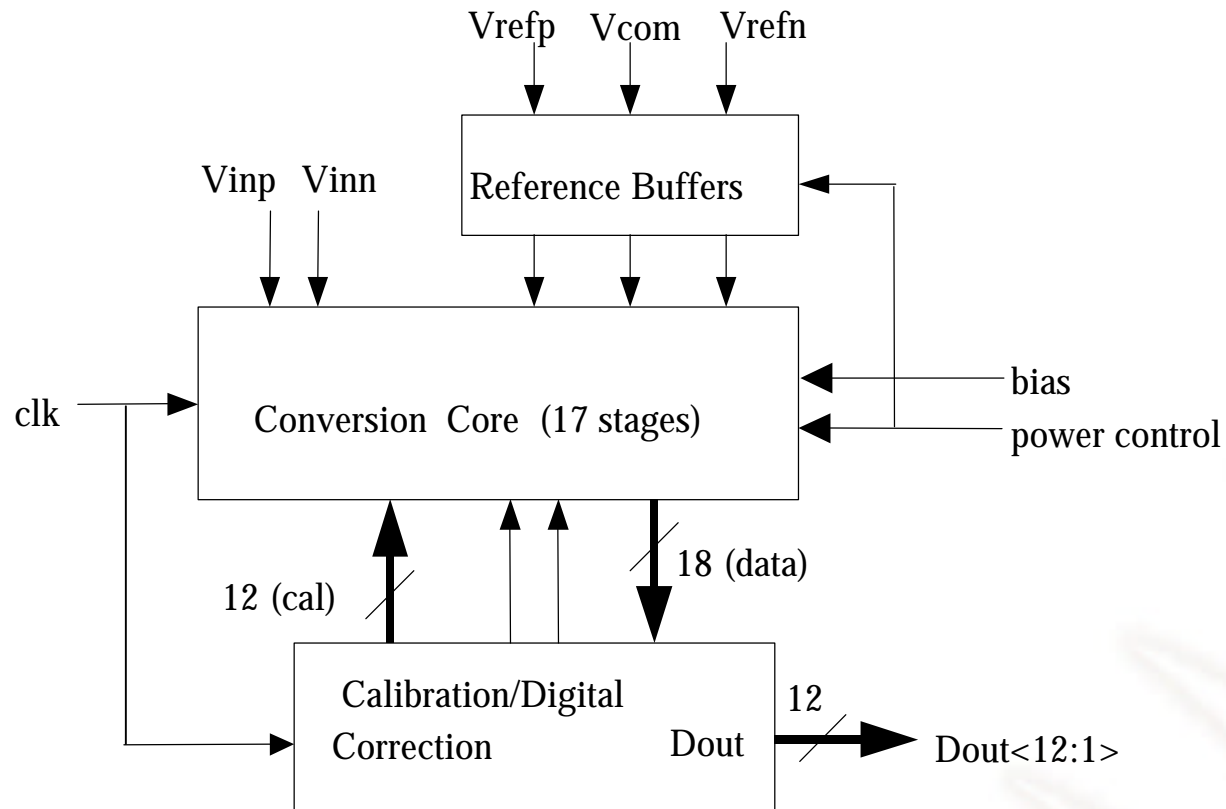 Vrefp Vcom Vrefn
Vinp Vinn
Reference Buffers
bias
clk
Conversion Core (17 stages)
power control
18 (data)
12 (cal)
Calibration/Digital
12
Correction
Dout
Dout<12:1>